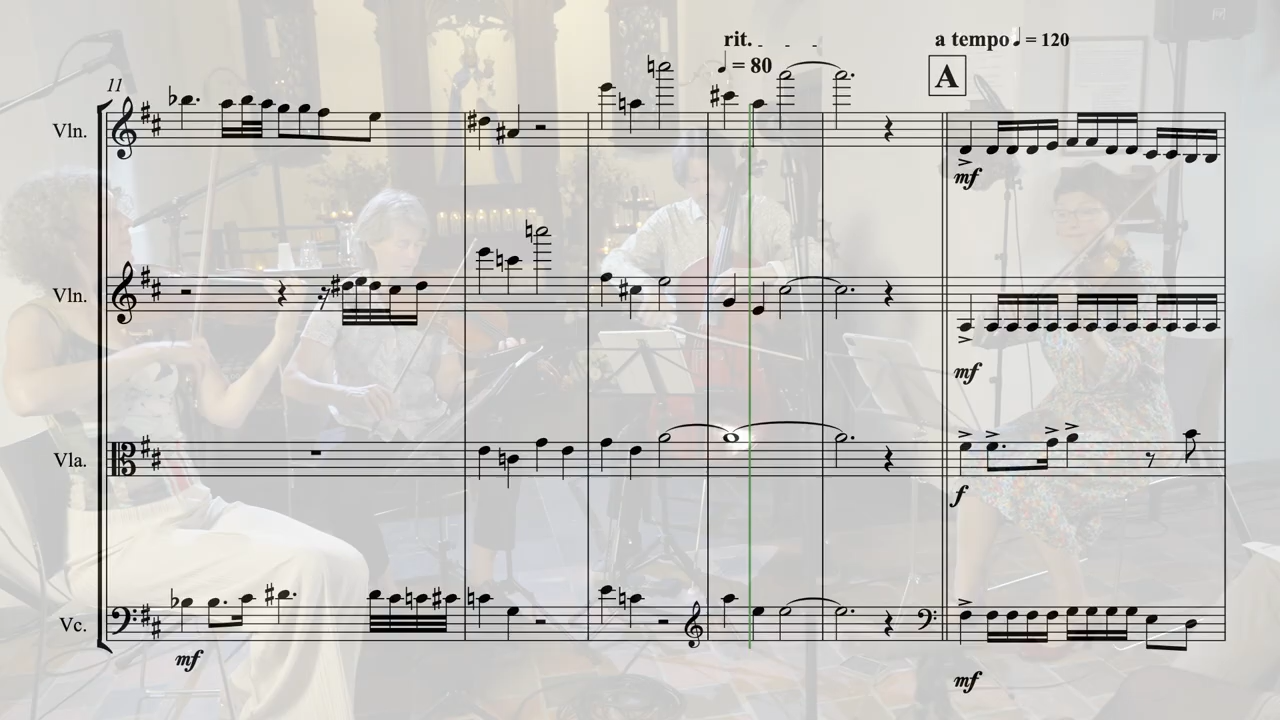 rit.
a tempo ♩ = 120
♩ = 80
A
11
Vln.
mf
Vln.
mf
Vla.
f
Vc.
mf
mf